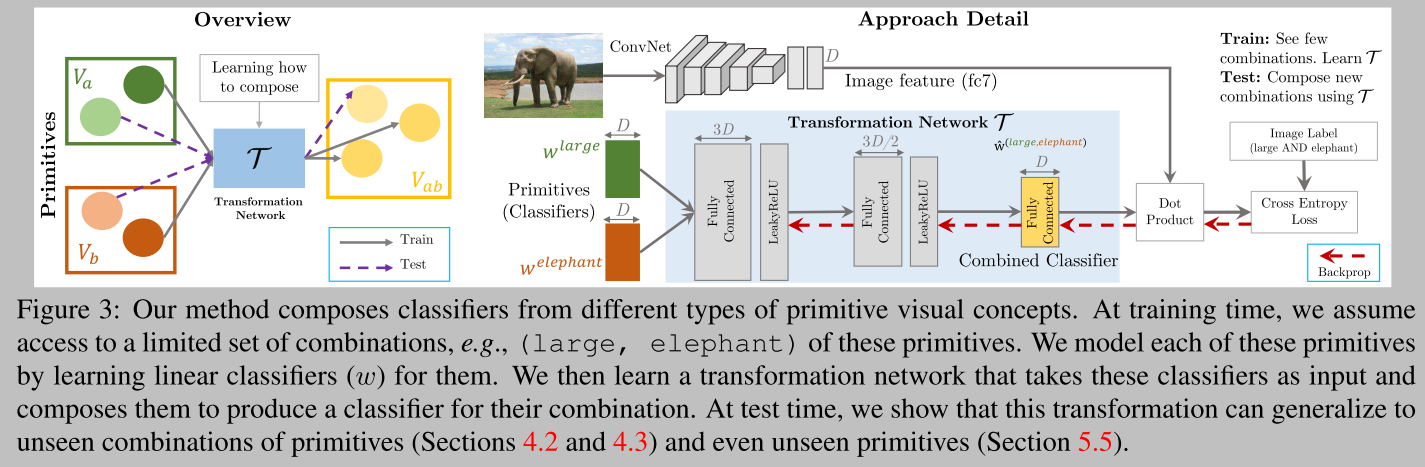 Overview
Approach Detail
Primitives
V_a
V_b
Learning how
to compose
𝒯
Transformation
Network
V_ab
Train
Test
ConvNet
D
Image feature (fc7)
Train: See few
combinations. Learn 𝒯
Test: Compose new
combinations using 𝒯
D
w^large
Primitives
(Classifiers)
D
w^elephant
Transformation Network 𝒯
3D
Fully
Connected
LeakyReLU
3D/2
Fully
Connected
LeakyReLU
ŵ^(large,elephant)
D
Fully
Connected
Combined Classifier
Dot
Product
Image Label
(large AND elephant)
Cross Entropy
Loss
Backprop
Figure 3: Our method composes classifiers from different types of primitive visual concepts. At training time, we assume
access to a limited set of combinations, e.g., (large, elephant) of these primitives. We model each of these primitives
by learning linear classifiers (w) for them. We then learn a transformation network that takes these classifiers as input and
composes them to produce a classifier for their combination. At test time, we show that this transformation can generalize to
unseen combinations of primitives (Sections 4.2 and 4.3) and even unseen primitives (Section 5.5).